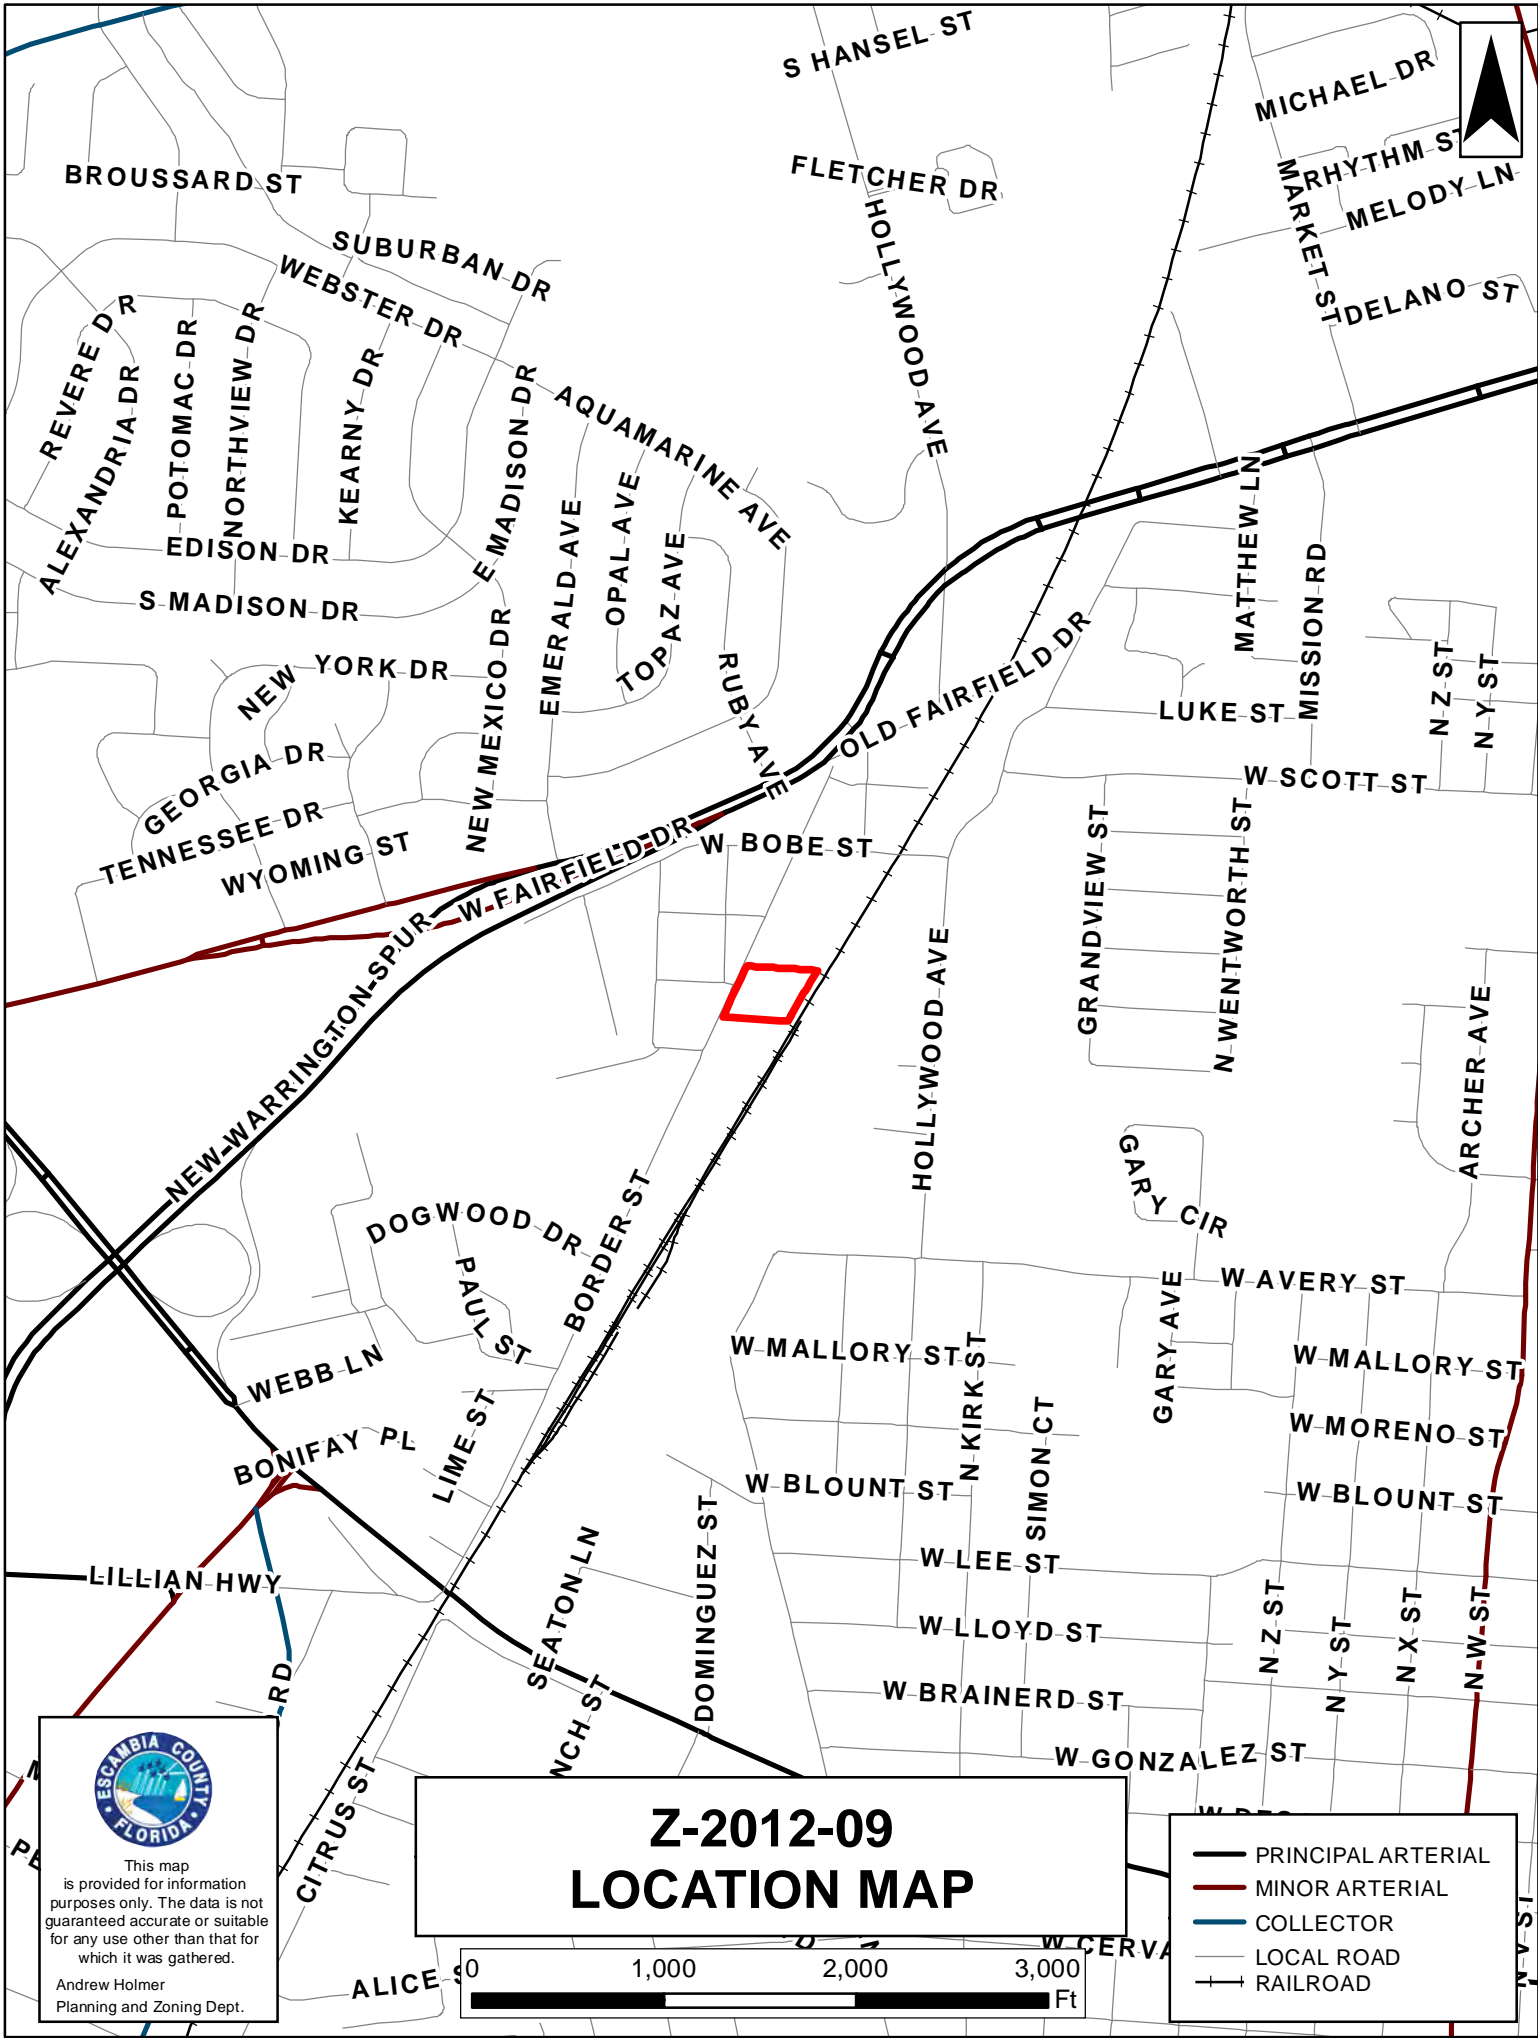 S HANSEL ST
MICHAEL DR
RHYTHM ST
MELODY LN
MARKET ST
DELANO ST
FLETCHER DR
HOLLYWOOD AVE
BROUSSARD ST
SUBURBAN DR
WEBSTER DR
REVERE DR
ALEXANDRIA DR
POTOMAC DR
NORTHVIEW DR
KEARNY DR
E MADISON DR
AQUAMARINE AVE
EDISON DR
S MADISON DR
EMERALD AVE
OPAL AVE
TOPAZ AVE
RUBY AVE
NEW YORK DR
NEW MEXICO DR
GEORGIA DR
TENNESSEE DR
WYOMING ST
OLD FAIRFIELD DR
MATTHEW LN
MISSION RD
N Z ST
N Y ST
LUKE ST
W SCOTT ST
W BOBE ST
W FAIRFIELD DR
NEW WARRINGTON SPUR
GRANDVIEW ST
N WENTWORTH ST
HOLLYWOOD AVE
ARCHER AVE
GARY CIR
DOGWOOD DR
PAUL ST
BORDER ST
W AVERY ST
GARY AVE
W MALLORY ST
W MALLORY ST
N KIRK ST
SIMON CT
W MORENO ST
WEBB LN
LIME ST
BONIFAY PL
W BLOUNT ST
W BLOUNT ST
DOMINGUEZ ST
SEATON LN
W LEE ST
LILLIAN HWY
W LLOYD ST
N Z ST
N Y ST
N X ST
N W ST
W BRAINERD ST
W GONZALEZ ST
RD
NCH ST
CITRUS ST
ALICE
W CERVA
ESCAMBIA COUNTY
FLORIDA
This map
is provided for information
purposes only. The data is not
guaranteed accurate or suitable
for any use other than that for
which it was gathered.
Andrew Holmer
Planning and Zoning Dept.
Z-2012-09
LOCATION MAP
0 1,000 2,000 3,000
Ft
PRINCIPAL ARTERIAL
MINOR ARTERIAL
COLLECTOR
LOCAL ROAD
RAILROAD